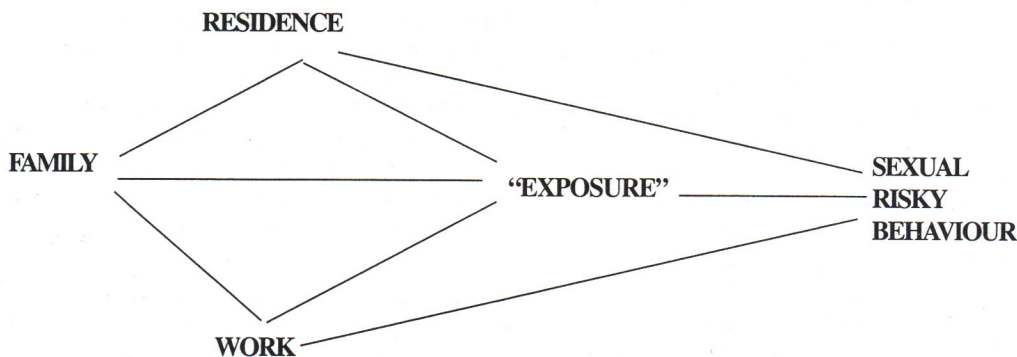 RESIDENCE
FAMILY
“EXPOSURE”
SEXUAL
RISKY
BEHAVIOUR
WORK